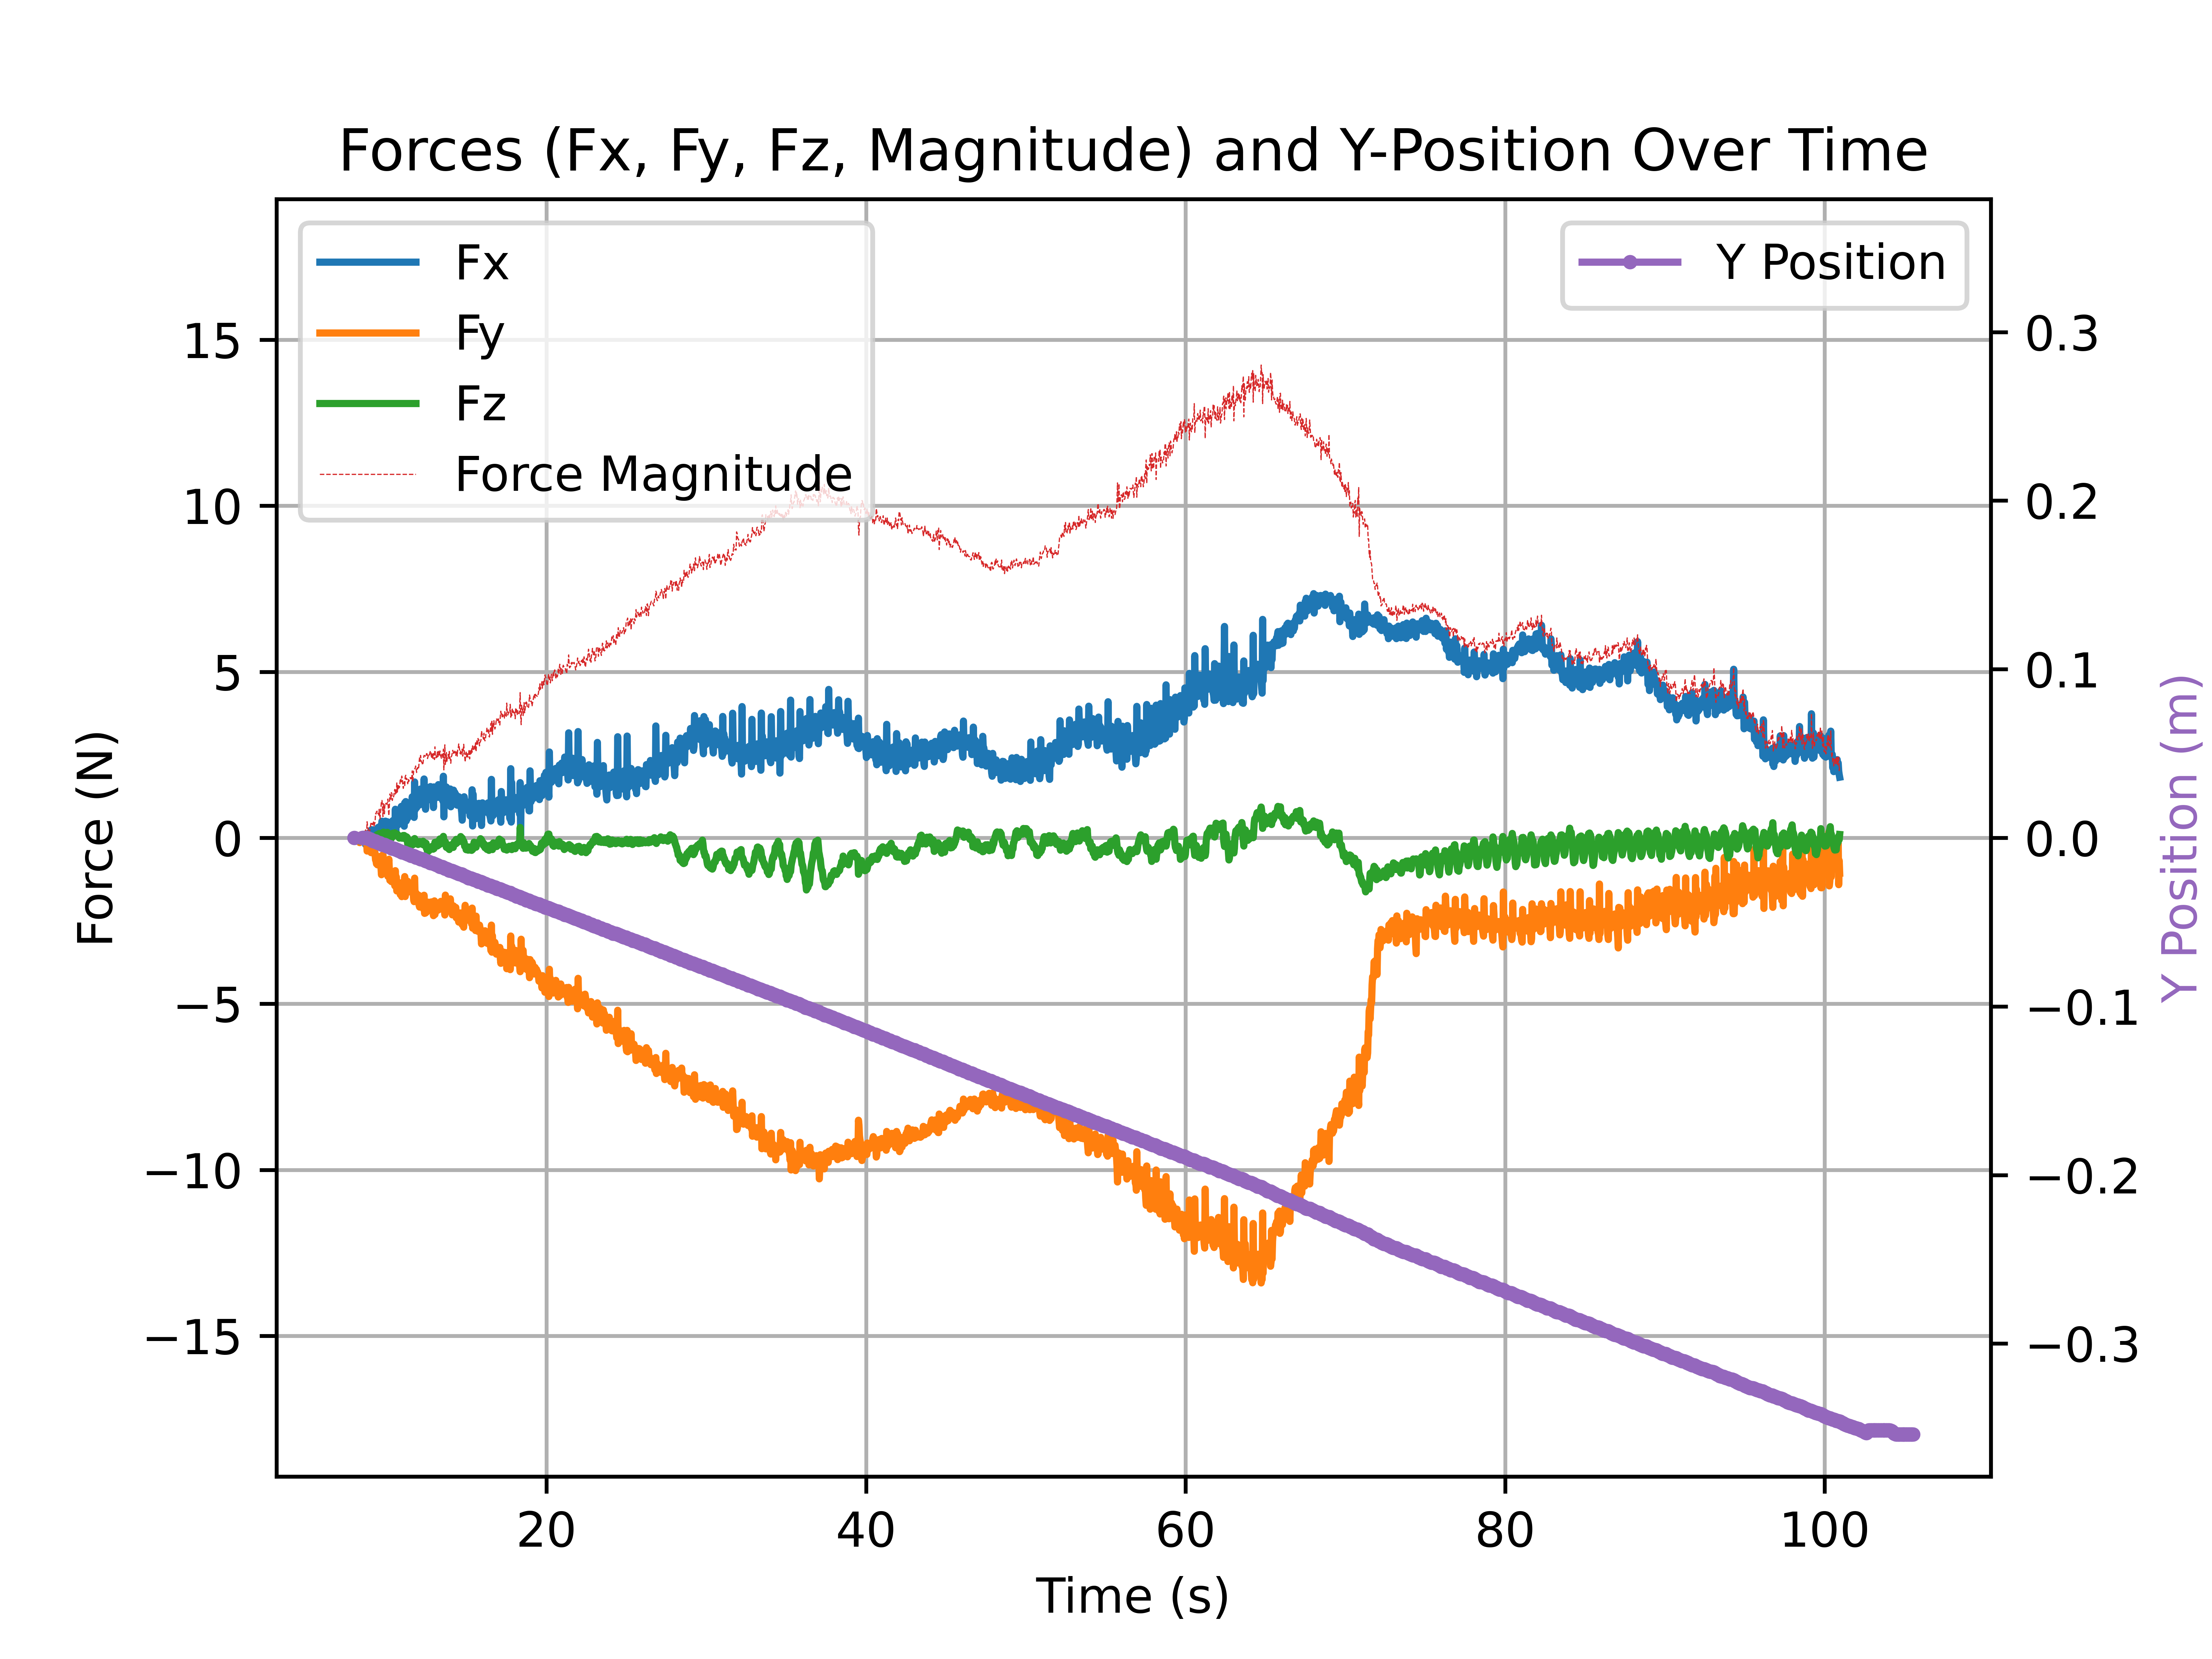 Forces (Fx, Fy, Fz, Magnitude) and Y-Position Over Time
Fx
Fy
Fz
Force Magnitude
Y Position
15
10
5
0
−5
−10
−15
Force (N)
0.3
0.2
0.1
0.0
−0.1
−0.2
−0.3
Y Position (m)
20 40 60 80 100
Time (s)